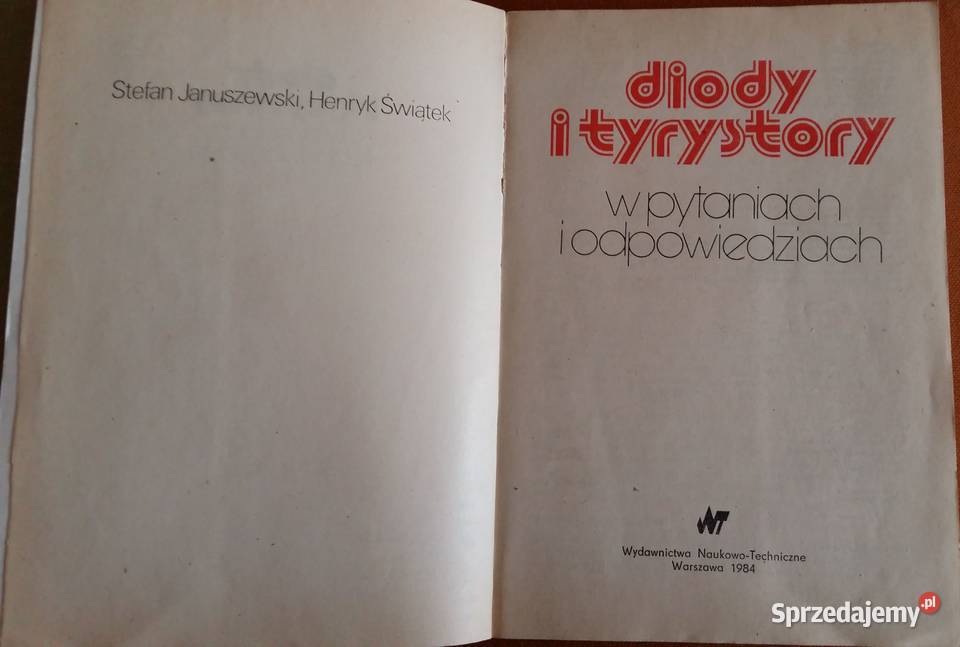 Stefan Januszewski, Henryk Świątek
diody
i tyrystory
w pytaniach
i odpowiedziach
WNT
Wydawnictwa Naukowo-Techniczne
Warszawa 1984
Sprzedajemy.pl